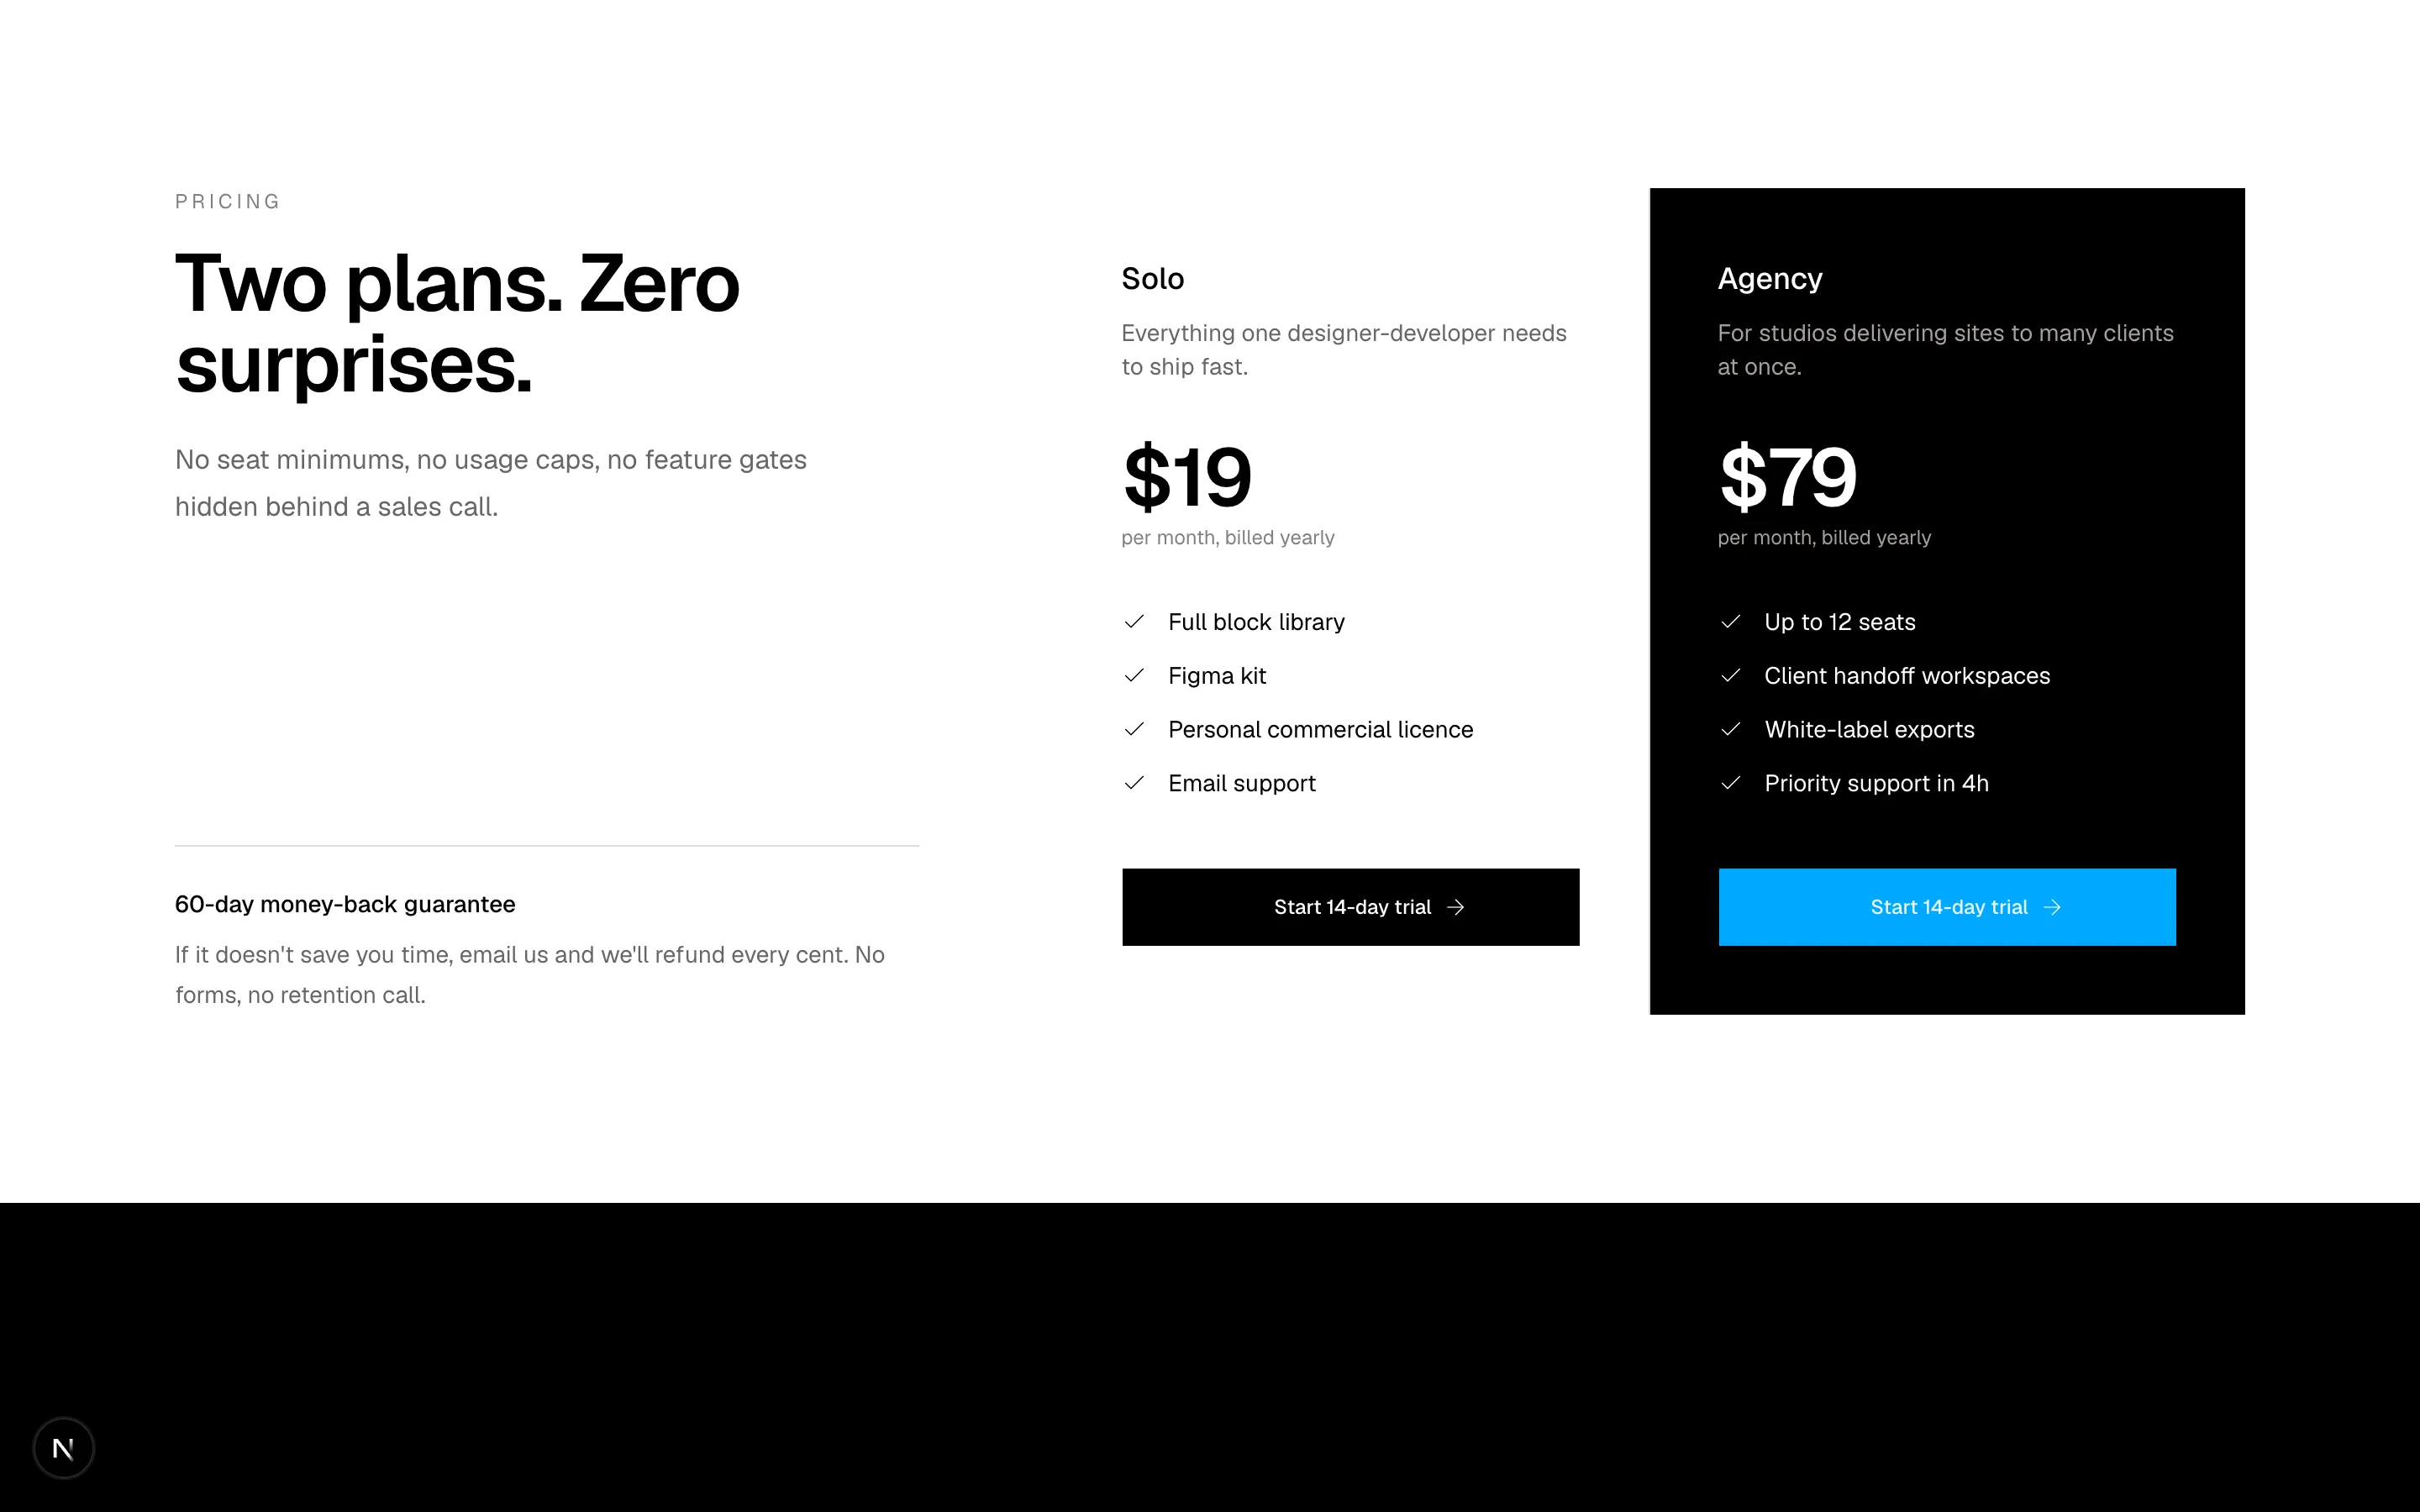 PRICING
Two plans. Zero
surprises.
No seat minimums, no usage caps, no feature gates
hidden behind a sales call.
60-day money-back guarantee
If it doesn't save you time, email us and we'll refund every cent. No
forms, no retention call.
Solo
Everything one designer-developer needs
to ship fast.
$19
per month, billed yearly
Full block library
Figma kit
Personal commercial licence
Email support
Start 14-day trial
Agency
For studios delivering sites to many clients
at once.
$79
per month, billed yearly
Up to 12 seats
Client handoff workspaces
White-label exports
Priority support in 4h
Start 14-day trial
N